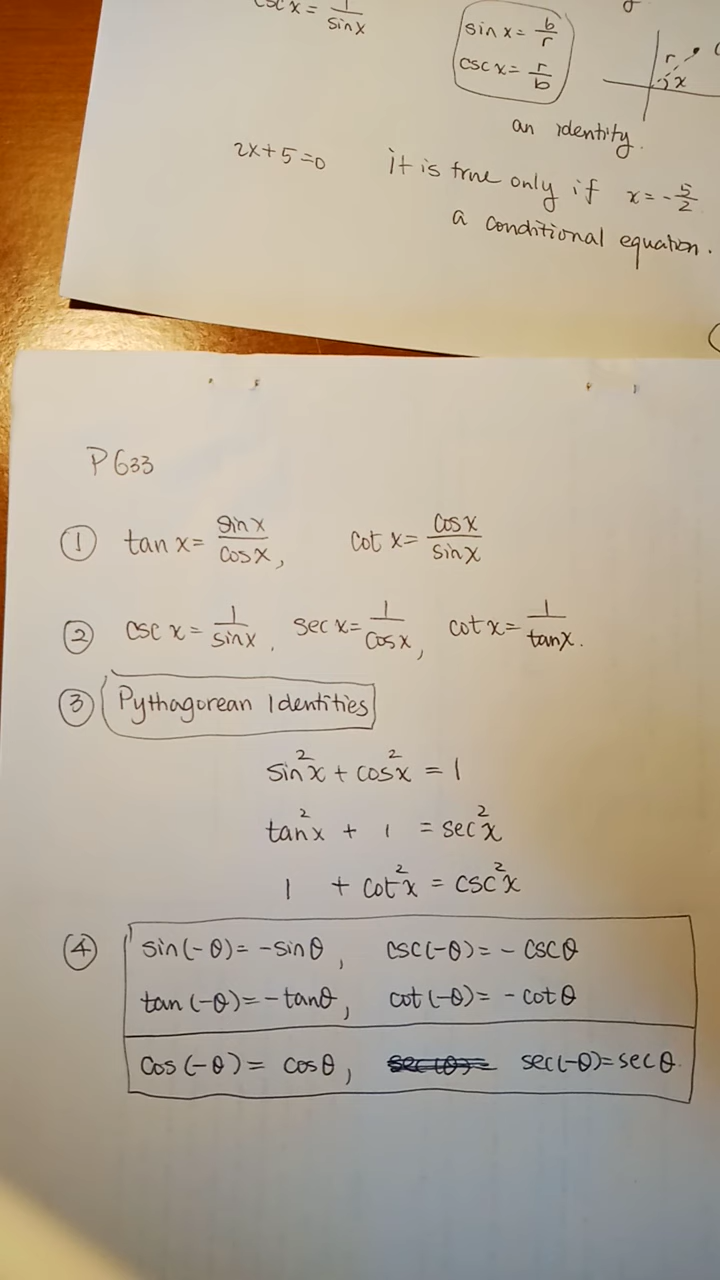 csc x = 1/sin x
sin x = b/r
csc x = r/b
r
x
an identity.
2x+5=0 it is true only if x = -5/2
a conditional equation.
P633
① tan x = sin x/cos x, cot x = cos x/sin x
② csc x = 1/sin x, sec x = 1/cos x, cot x = 1/tan x.
③ Pythagorean Identities
sin²x + cos²x = 1
tan²x + 1 = sec²x
1 + cot²x = csc²x
④ sin(-θ) = -sin θ, csc(-θ) = - csc θ
tan(-θ) = -tan θ, cot(-θ) = - cot θ
cos(-θ) = cos θ, sec(-θ) = sec θ